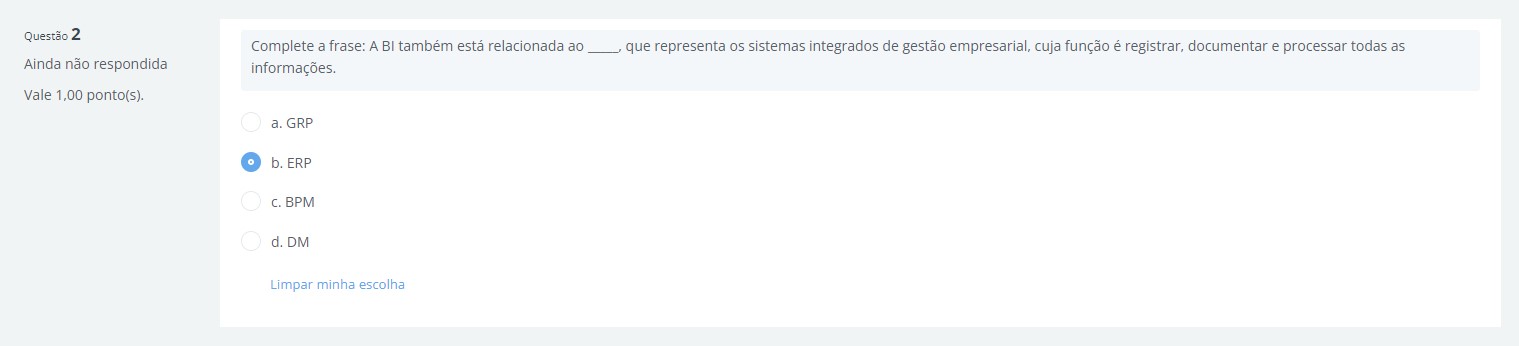 Questão 2
Ainda não respondida
Vale 1,00 ponto(s).
Complete a frase: A BI também está relacionada ao _____, que representa os sistemas integrados de gestão empresarial, cuja função é registrar, documentar e processar todas as
informações.
a. GRP
b. ERP
c. BPM
d. DM
Limpar minha escolha